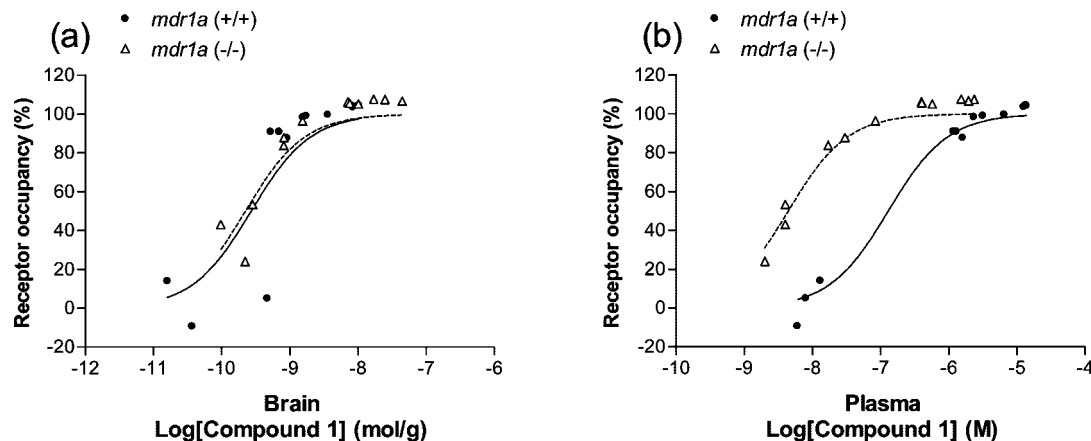 (a)
● mdr1a (+/+)
△ mdr1a (-/-)
Receptor occupancy (%)
120
100
80
60
40
20
0
-20
-12 -11 -10 -9 -8 -7 -6
Brain
Log[Compound 1] (mol/g)
(b)
● mdr1a (+/+)
△ mdr1a (-/-)
Receptor occupancy (%)
120
100
80
60
40
20
0
-20
-10 -9 -8 -7 -6 -5 -4
Plasma
Log[Compound 1] (M)